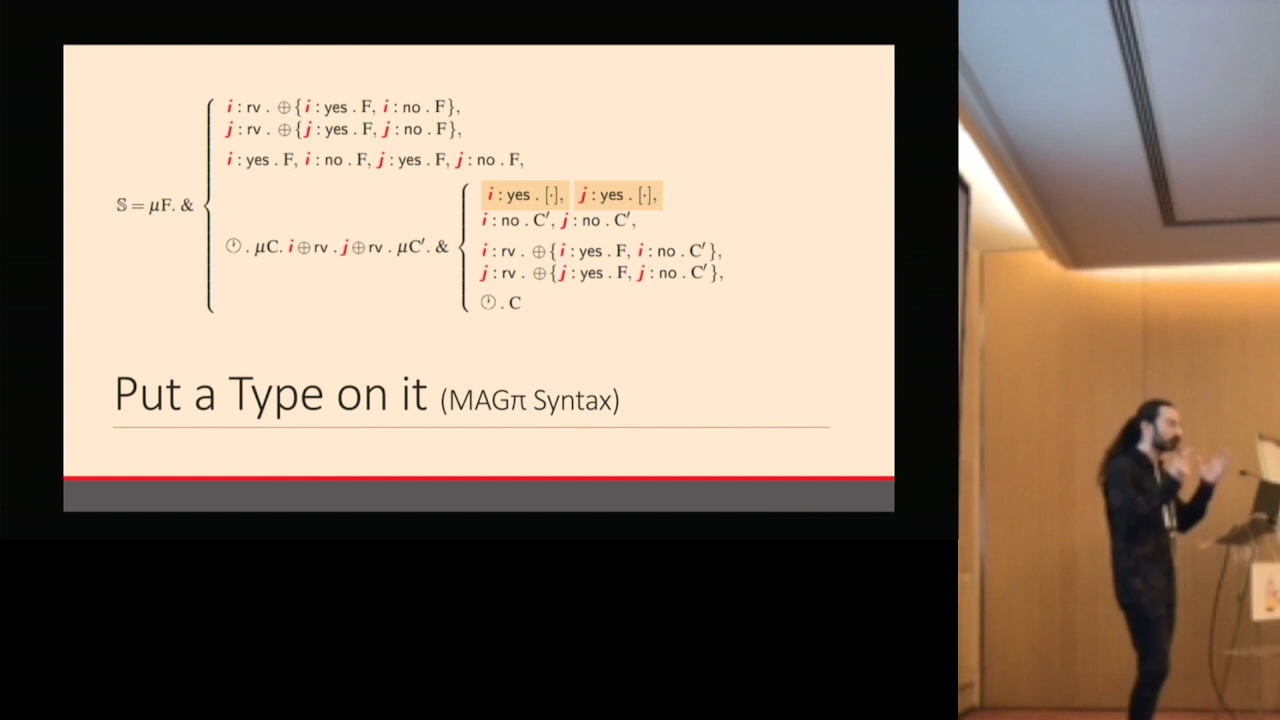 i : rv . ⊕{i : yes . F, i : no . F},
j : rv . ⊕{j : yes . F, j : no . F},
i : yes . F, i : no . F, j : yes . F, j : no . F,
i : yes . [·], j : yes . [·],
𝕊 = μF. &
i : no . C′, j : no . C′,
🕐 . μC. i ⊕ rv . j ⊕ rv . μC′. &
i : rv . ⊕{i : yes . F, i : no . C′},
j : rv . ⊕{j : yes . F, j : no . C′},
🕐 . C
Put a Type on it (MAGπ Syntax)